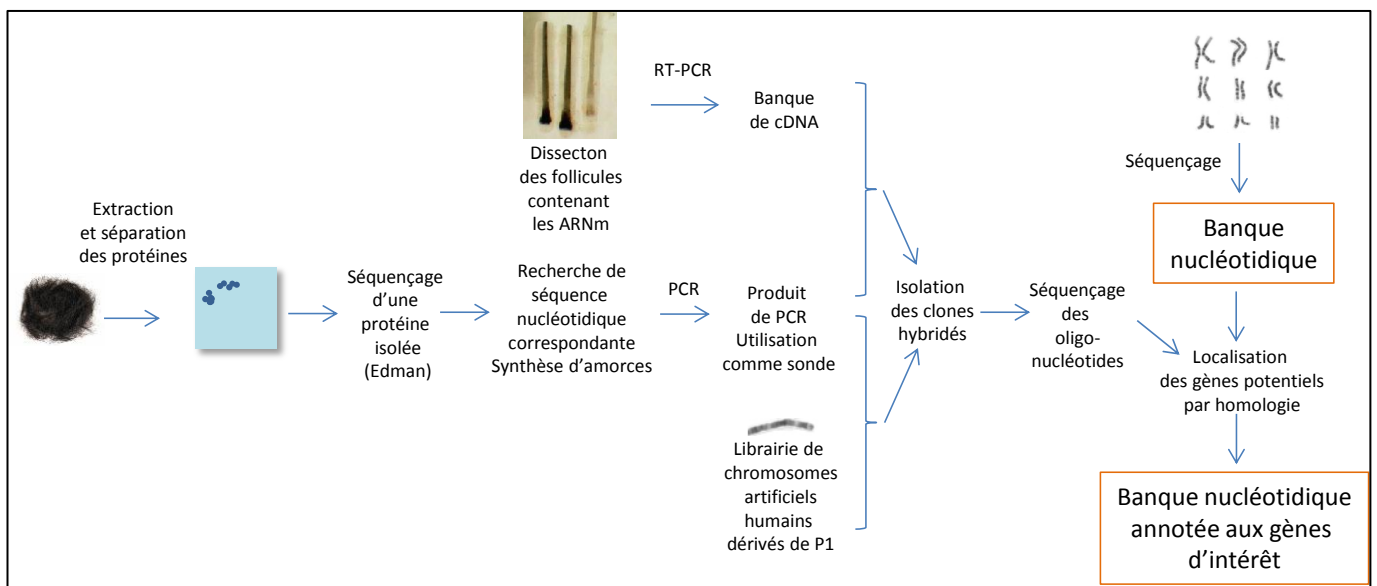 Extraction
et séparation
des protéines
Séquençage
d’une
protéine
isolée
(Edman)
Dissecton
des follicules
contenant
les ARNm
Recherche de
séquence
nucléotidique
correspondante
Synthèse d’amorces
RT-PCR
PCR
Banque
de cDNA
Produit
de PCR
Utilisation
comme sonde
Librairie de
chromosomes
artificiels
humains
dérivés de P1
Isolation
des clones
hybridés
Séquençage
des
oligo-
nucléotides
Séquençage
Banque
nucléotidique
Localisation
des gènes potentiels
par homologie
Banque nucléotidique
annotée aux gènes
d’intérêt